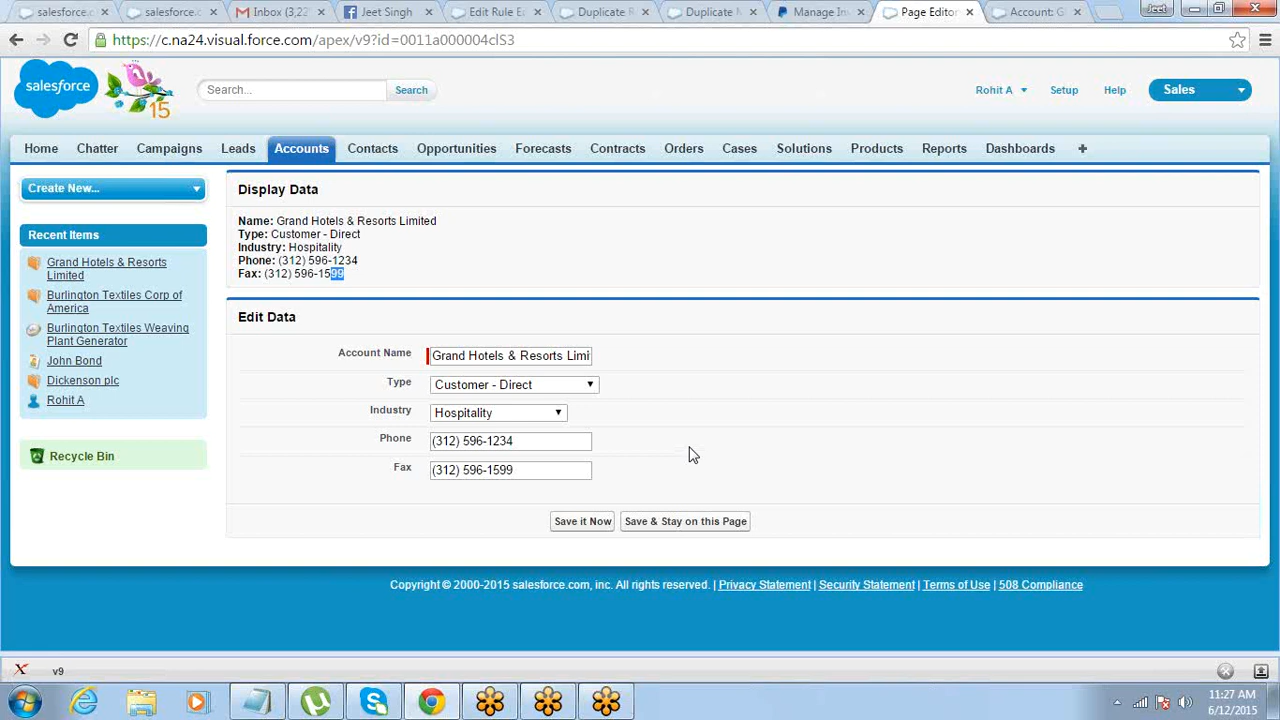 salesforce.c
salesforce.c
Inbox (3,22
Jeet Singh
Edit Rule E
Duplicate R
Duplicate M
Manage In
Page Editor
Account: G
Jeet
https://c.na24.visual.force.com/apex/v9?id=0011a000004clS3
salesforce
15
Search...
Search
Rohit A
Setup
Help
Sales
Home
Chatter
Campaigns
Leads
Accounts
Contacts
Opportunities
Forecasts
Contracts
Orders
Cases
Solutions
Products
Reports
Dashboards
+
Create New...
Recent Items
Grand Hotels & Resorts
Limited
Burlington Textiles Corp of
America
Burlington Textiles Weaving
Plant Generator
John Bond
Dickenson plc
Rohit A
Recycle Bin
Display Data
Name: Grand Hotels & Resorts Limited
Type: Customer - Direct
Industry: Hospitality
Phone: (312) 596-1234
Fax: (312) 596-1599
Edit Data
Account Name Grand Hotels & Resorts Limi
Type Customer - Direct
Industry Hospitality
Phone (312) 596-1234
Fax (312) 596-1599
Save it Now
Save & Stay on this Page
Copyright © 2000-2015 salesforce.com, inc. All rights reserved. | Privacy Statement | Security Statement | Terms of Use | 508 Compliance
v9
11:27 AM
6/12/2015